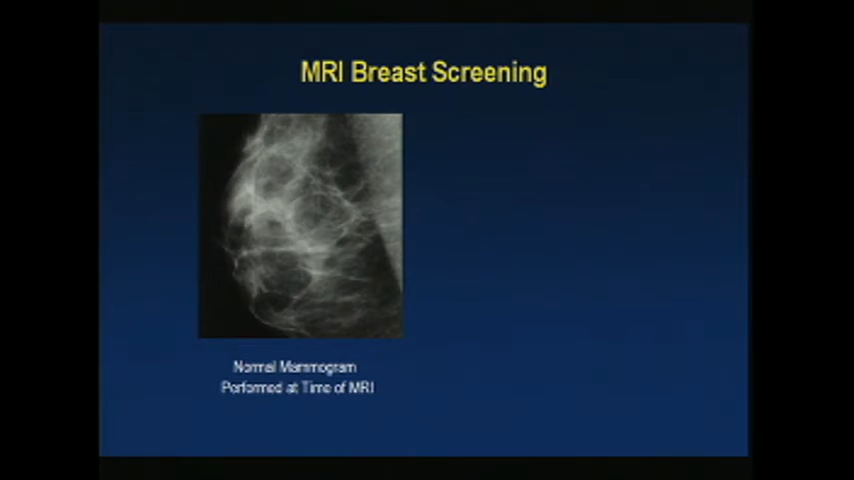 MRI Breast Screening
Normal Mammogram
Performed at Time of MRI